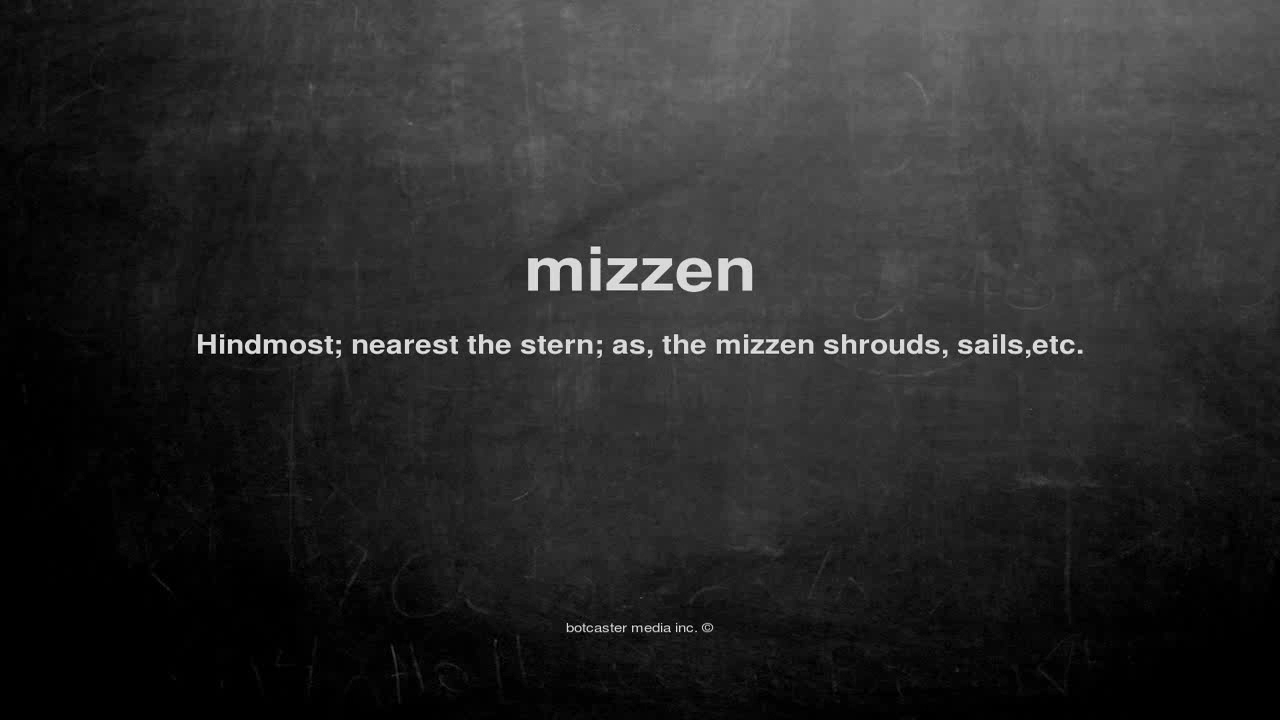 mizzen
Hindmost; nearest the stern; as, the mizzen shrouds, sails,etc.
botcaster media inc. ©